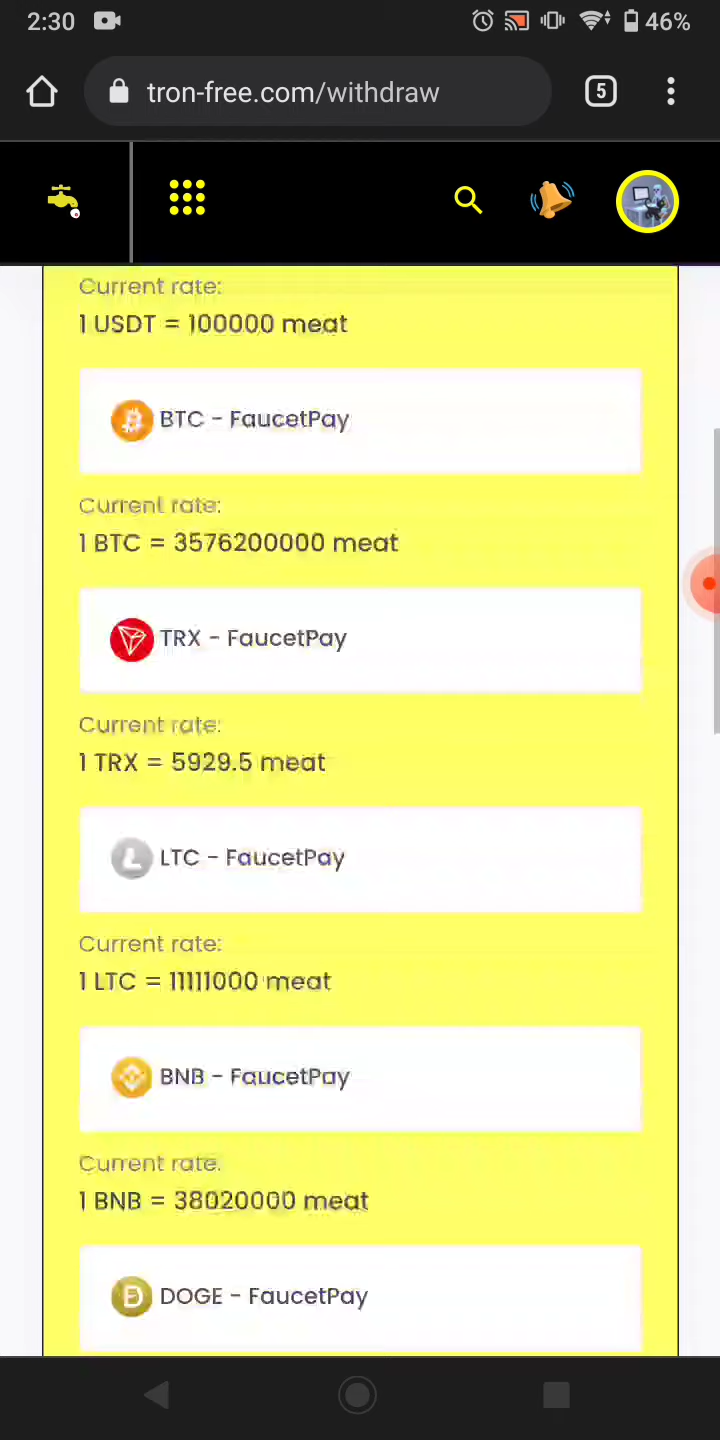 2:30
46%
tron-free.com/withdraw
5
Current rate:
1 USDT = 100000 meat
BTC - FaucetPay
Current rate:
1 BTC = 3576200000 meat
TRX - FaucetPay
Current rate:
1 TRX = 5929.5 meat
LTC - FaucetPay
Current rate:
1 LTC = 11111000 meat
BNB - FaucetPay
Current rate:
1 BNB = 38020000 meat
DOGE - FaucetPay